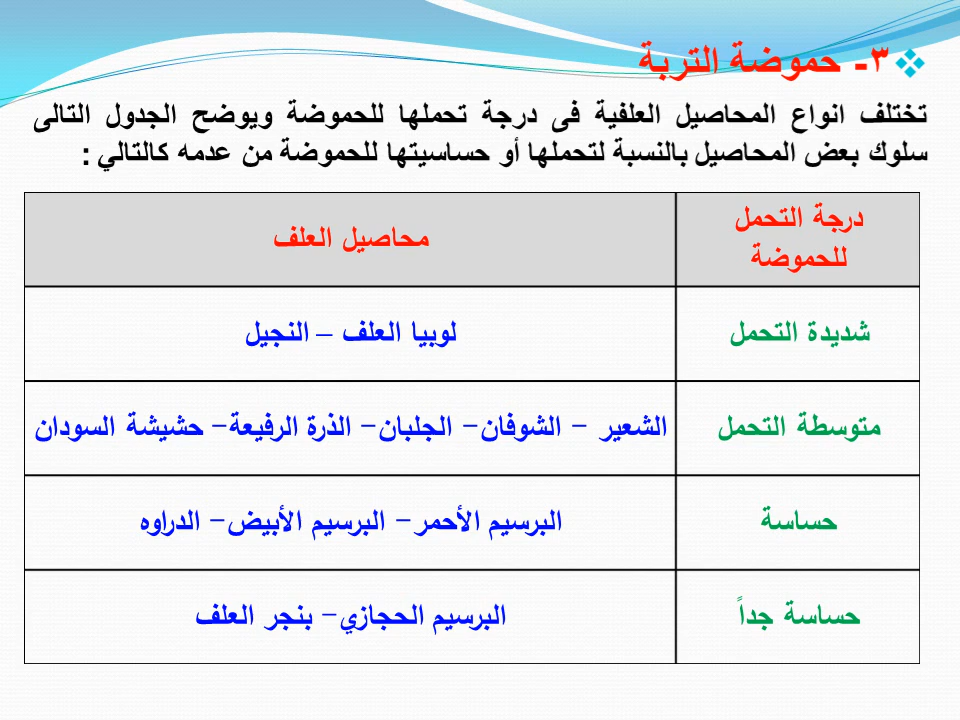 ٣- حموضة التربة
تختلف انواع المحاصيل العلفية فى درجة تحملها للحموضة ويوضح الجدول التالى
سلوك بعض المحاصيل بالنسبة لتحملها أو حساسيتها للحموضة من عدمه كالتالي :
درجة التحمل
للحموضة
محاصيل العلف
شديدة التحمل
لوبيا العلف – النجيل
متوسطة التحمل
الشعير – الشوفان– الجلبان– الذرة الرفيعة– حشيشة السودان
حساسة
البرسيم الأحمر– البرسيم الأبيض– الدراوه
حساسة جداً
البرسيم الحجازي– بنجر العلف